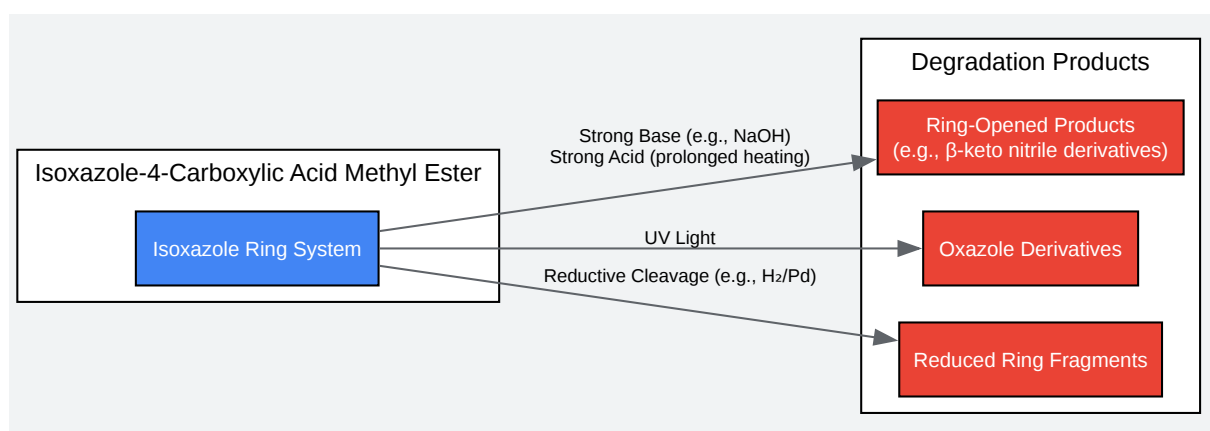 Isoxazole-4-Carboxylic Acid Methyl Ester
Isoxazole Ring System
Strong Base (e.g., NaOH)
Strong Acid (prolonged heating)
UV Light
Reductive Cleavage (e.g., H₂/Pd)
Degradation Products
Ring-Opened Products
(e.g., β-keto nitrile derivatives)
Oxazole Derivatives
Reduced Ring Fragments